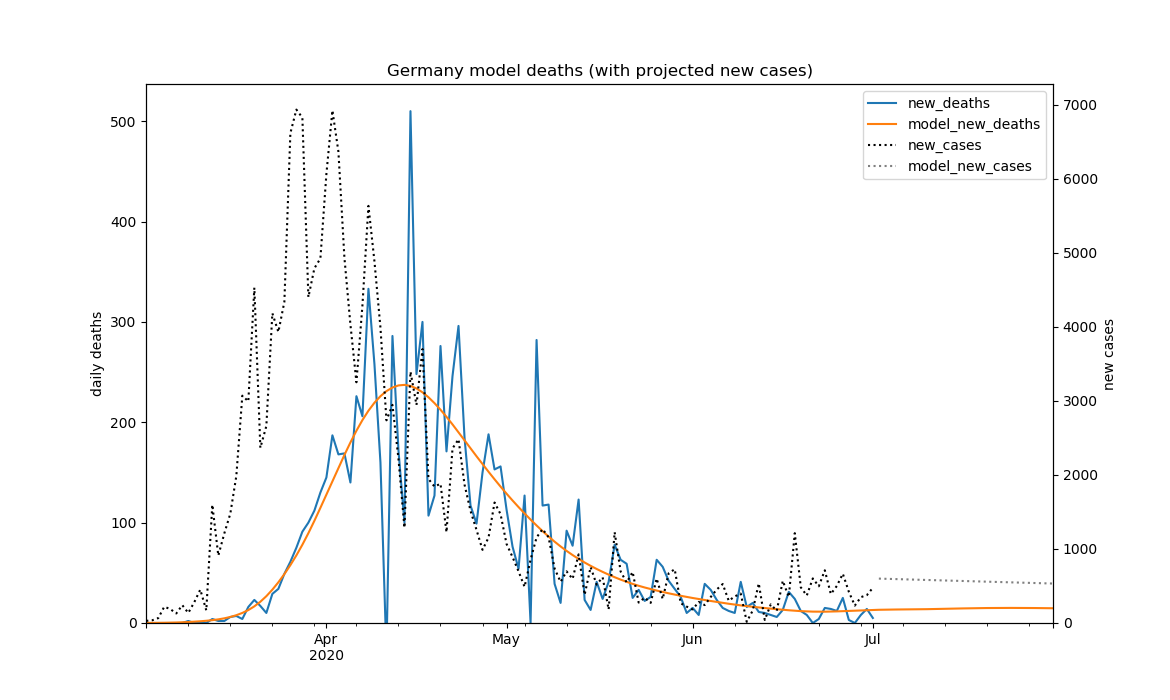 Germany model deaths (with projected new cases)
new_deaths
model_new_deaths
new_cases
model_new_cases
daily deaths
500
400
300
200
100
0
7000
6000
5000
4000
3000
2000
1000
0
new cases
Apr
2020
May
Jun
Jul